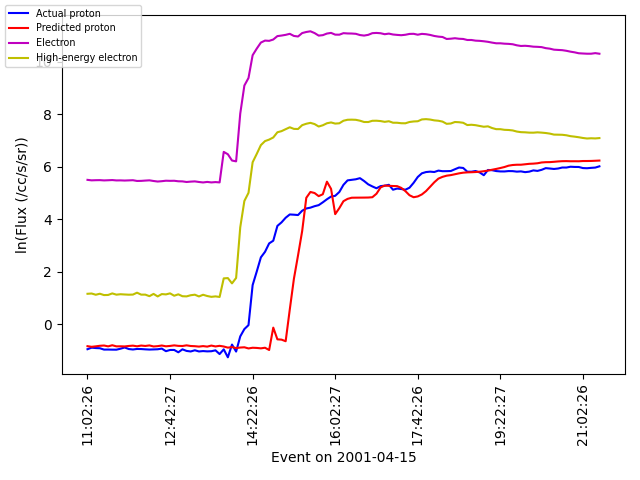 Actual proton
Predicted proton
Electron
High-energy electron
8
6
4
2
0
ln(Flux (/cc/s/sr))
11:02:26
12:42:27
14:22:26
16:02:27
17:42:26
19:22:27
21:02:26
Event on 2001-04-15